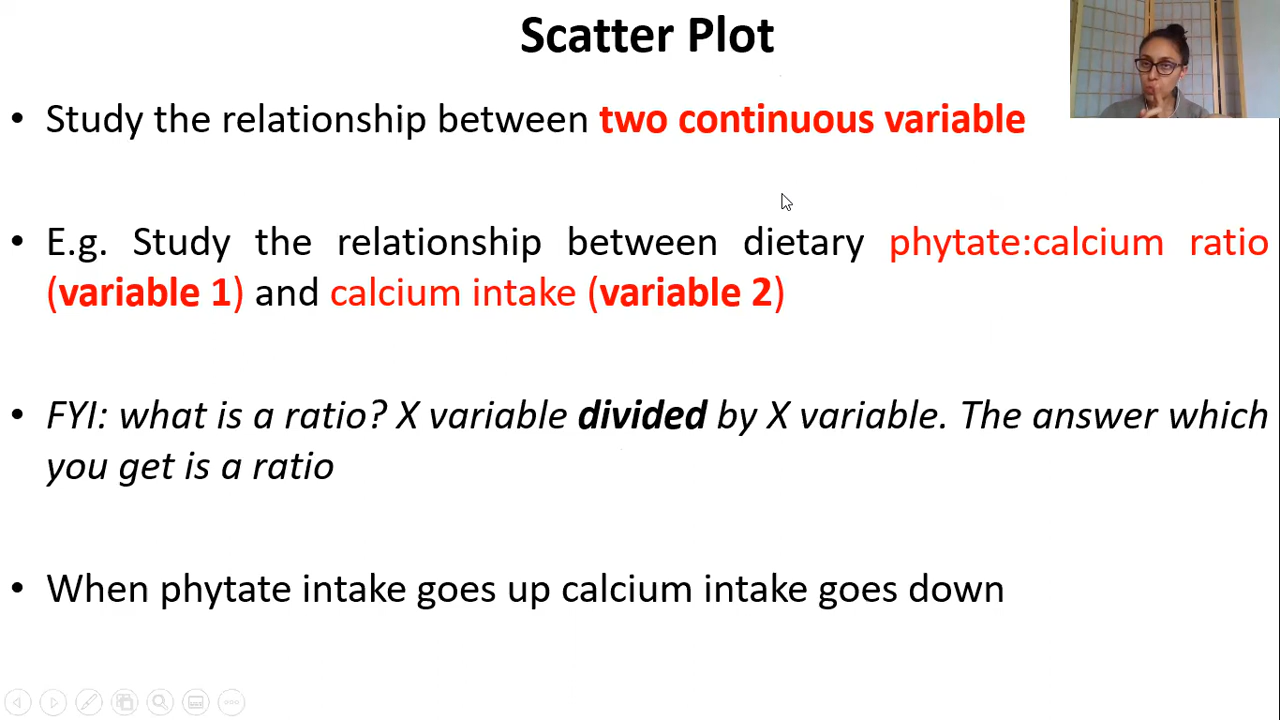 Scatter Plot
• Study the relationship between two continuous variable
• E.g. Study the relationship between dietary phytate:calcium ratio
(variable 1) and calcium intake (variable 2)
• FYI: what is a ratio? X variable divided by X variable. The answer which
you get is a ratio
• When phytate intake goes up calcium intake goes down